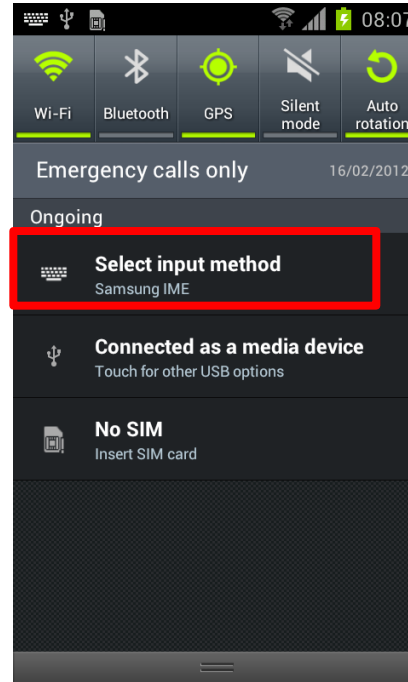 08:07
Wi-Fi
Bluetooth
GPS
Silent
mode
Auto
rotation
Emergency calls only
16/02/2012
Ongoing
Select input method
Samsung IME
Connected as a media device
Touch for other USB options
No SIM
Insert SIM card